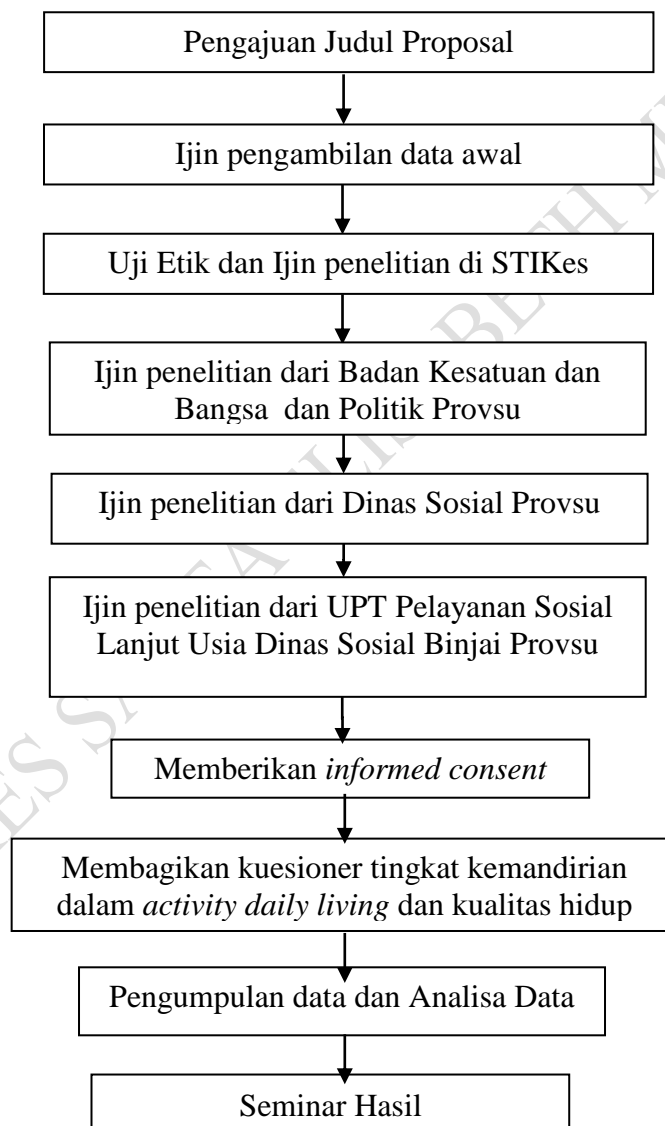 Pengajuan Judul Proposal
Ijin pengambilan data awal
Uji Etik dan Ijin penelitian di STIKes
Ijin penelitian dari Badan Kesatuan dan
Bangsa dan Politik Provsu
Ijin penelitian dari Dinas Sosial Provsu
Ijin penelitian dari UPT Pelayanan Sosial
Lanjut Usia Dinas Sosial Binjai Provsu
Memberikan informed consent
Membagikan kuesioner tingkat kemandirian
dalam activity daily living dan kualitas hidup
Pengumpulan data dan Analisa Data
Seminar Hasil